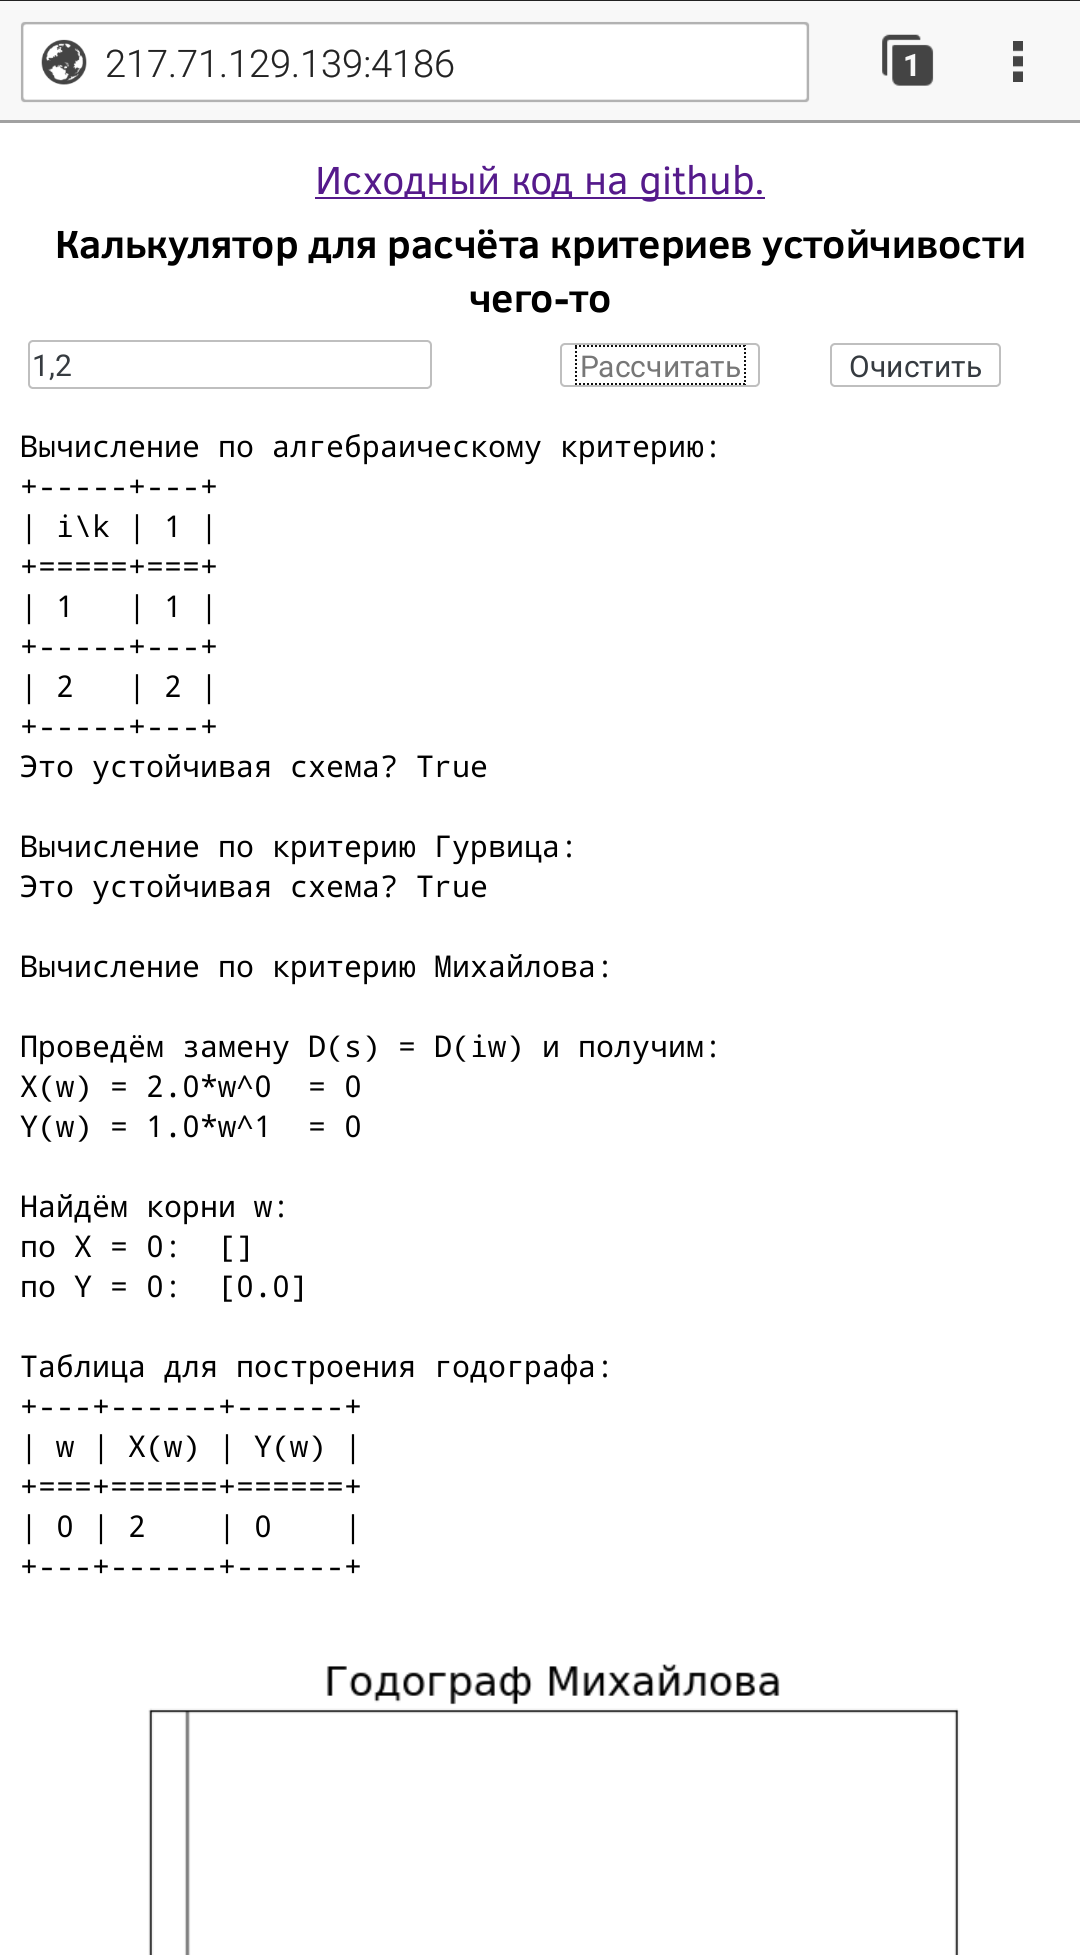 217.71.129.139:4186
1
Исходный код на github.
Калькулятор для расчёта критериев устойчивости
чего-то
1,2
Рассчитать
Очистить
Вычисление по алгебраическому критерию:
+-----+---+
| i\k | 1 |
+=====+===+
| 1   | 1 |
+-----+---+
| 2   | 2 |
+-----+---+
Это устойчивая схема? True
Вычисление по критерию Гурвица:
Это устойчивая схема? True
Вычисление по критерию Михайлова:
Проведём замену D(s) = D(iw) и получим:
X(w) = 2.0*w^0  = 0
Y(w) = 1.0*w^1  = 0
Найдём корни w:
по X = 0:  []
по Y = 0:  [0.0]
Таблица для построения годографа:
+---+------+------+
| w | X(w) | Y(w) |
+===+======+======+
| 0 | 2    | 0    |
+---+------+------+
Годограф Михайлова